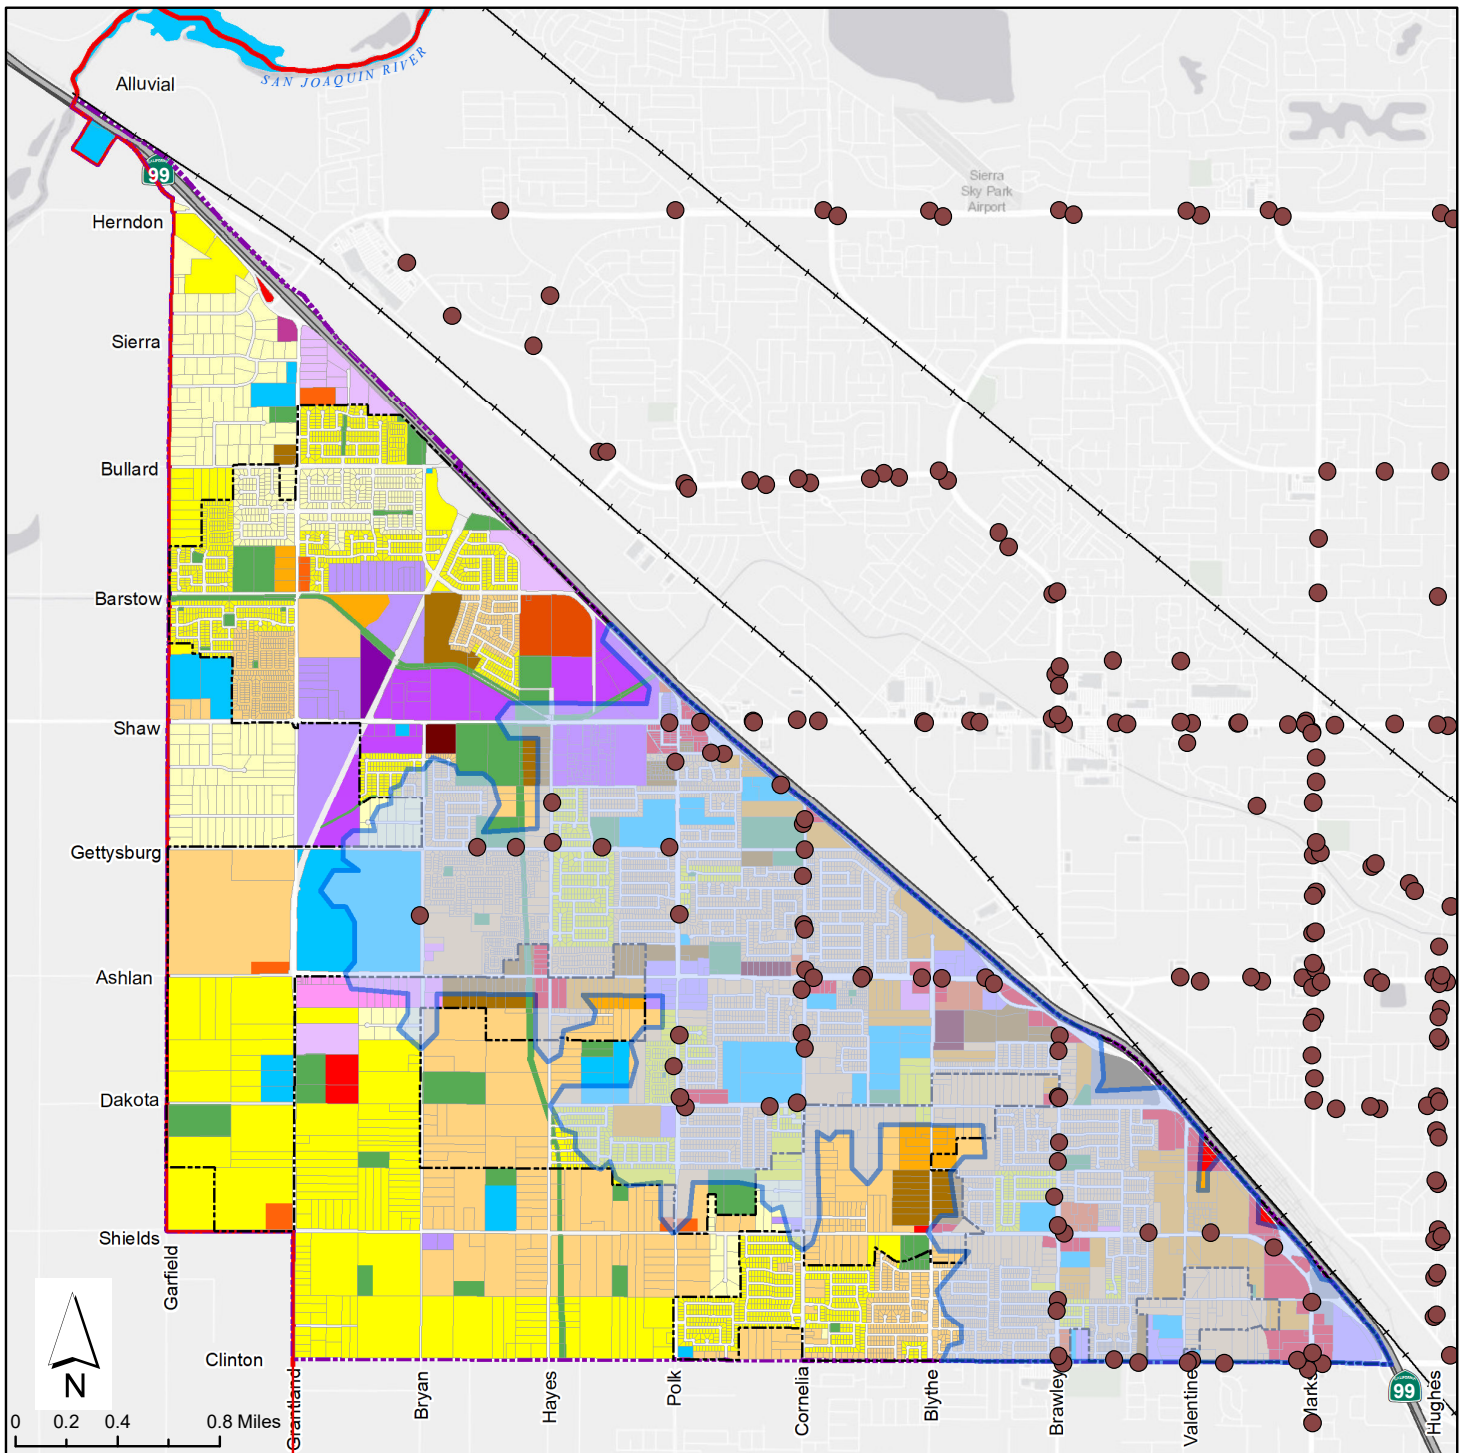 SAN JOAQUIN RIVER
Alluvial
CALIFORNIA
99
Sierra
Sky Park
Airport
Herndon
Sierra
Bullard
Barstow
Shaw
Gettysburg
Ashlan
Dakota
Shields
Garfield
Clinton
N
0 0.2 0.4 0.8 Miles
Grantland
Bryan
Hayes
Polk
Cornelia
Blythe
Brawley
Valentine
Marks
Hughes
99